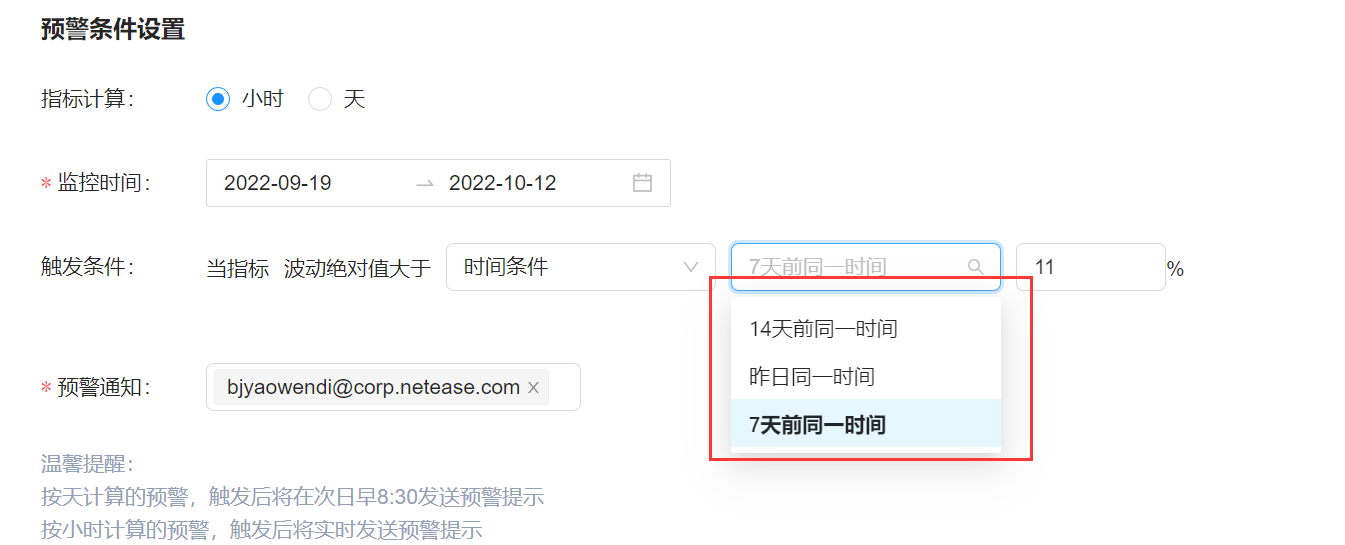 预警条件设置
指标计算： 小时 天
* 监控时间： 2022-09-19 → 2022-10-12
触发条件： 当指标 波动绝对值大于 时间条件 7天前同一时间 11 %
14天前同一时间
昨日同一时间
7天前同一时间
* 预警通知： bjyaowendi@corp.netease.com ×
温馨提醒：
按天计算的预警，触发后将在次日早8:30发送预警提示
按小时计算的预警，触发后将实时发送预警提示